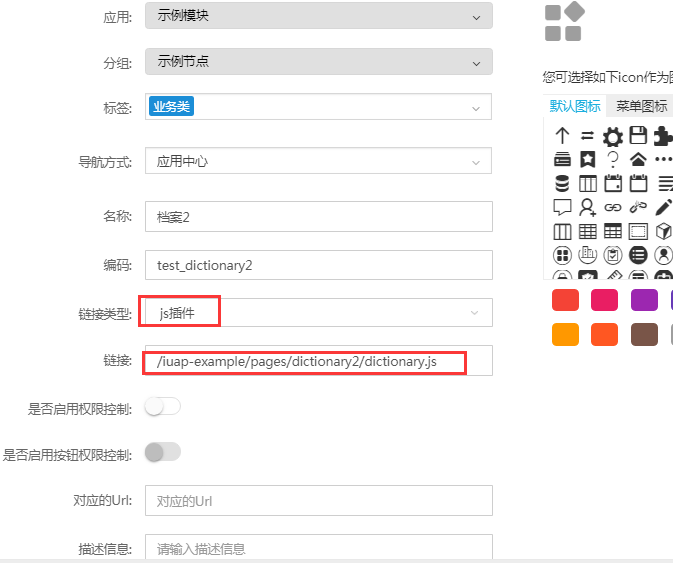 应用: 示例模块
分组: 示例节点
标签: 业务类
导航方式: 应用中心
名称: 档案2
编码: test_dictionary2
链接类型: js插件
链接: /iuap-example/pages/dictionary2/dictionary.js
是否启用权限控制:
是否启用按钮权限控制:
对应的Url: 对应的Url
描述信息: 请输入描述信息
您可选择如下icon作为
默认图标 菜单图标